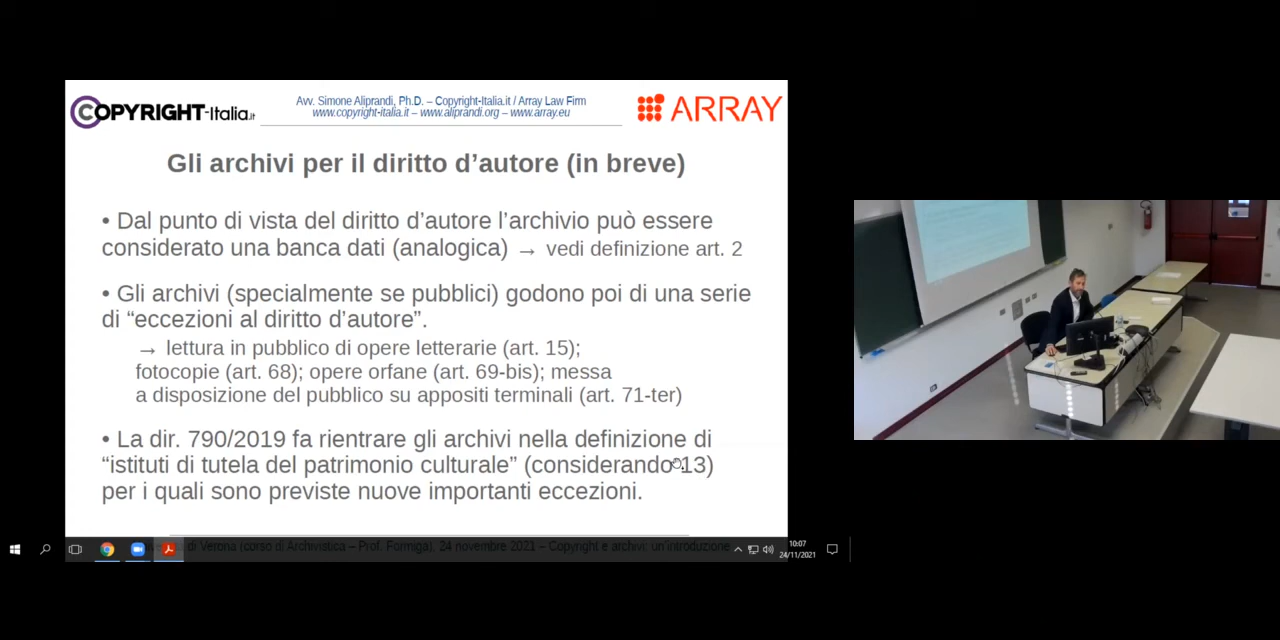 COPYRIGHT-Italia.it
Avv. Simone Aliprandi, Ph.D. – Copyright-Italia.it / Array Law Firm
www.copyright-italia.it – www.aliprandi.org – www.array.eu
ARRAY
Gli archivi per il diritto d’autore (in breve)
• Dal punto di vista del diritto d’autore l’archivio può essere
considerato una banca dati (analogica) → vedi definizione art. 2
• Gli archivi (specialmente se pubblici) godono poi di una serie
di “eccezioni al diritto d’autore”.
→ lettura in pubblico di opere letterarie (art. 15);
fotocopie (art. 68); opere orfane (art. 69-bis); messa
a disposizione del pubblico su appositi terminali (art. 71-ter)
• La dir. 790/2019 fa rientrare gli archivi nella definizione di
“istituti di tutela del patrimonio culturale” (considerando 13)
per i quali sono previste nuove importanti eccezioni.
di Verona (corso di Archivistica – Prof. Formiga), 24 novembre 2021 – Copyright e archivi: un'introduzione
10:07
24/11/2021